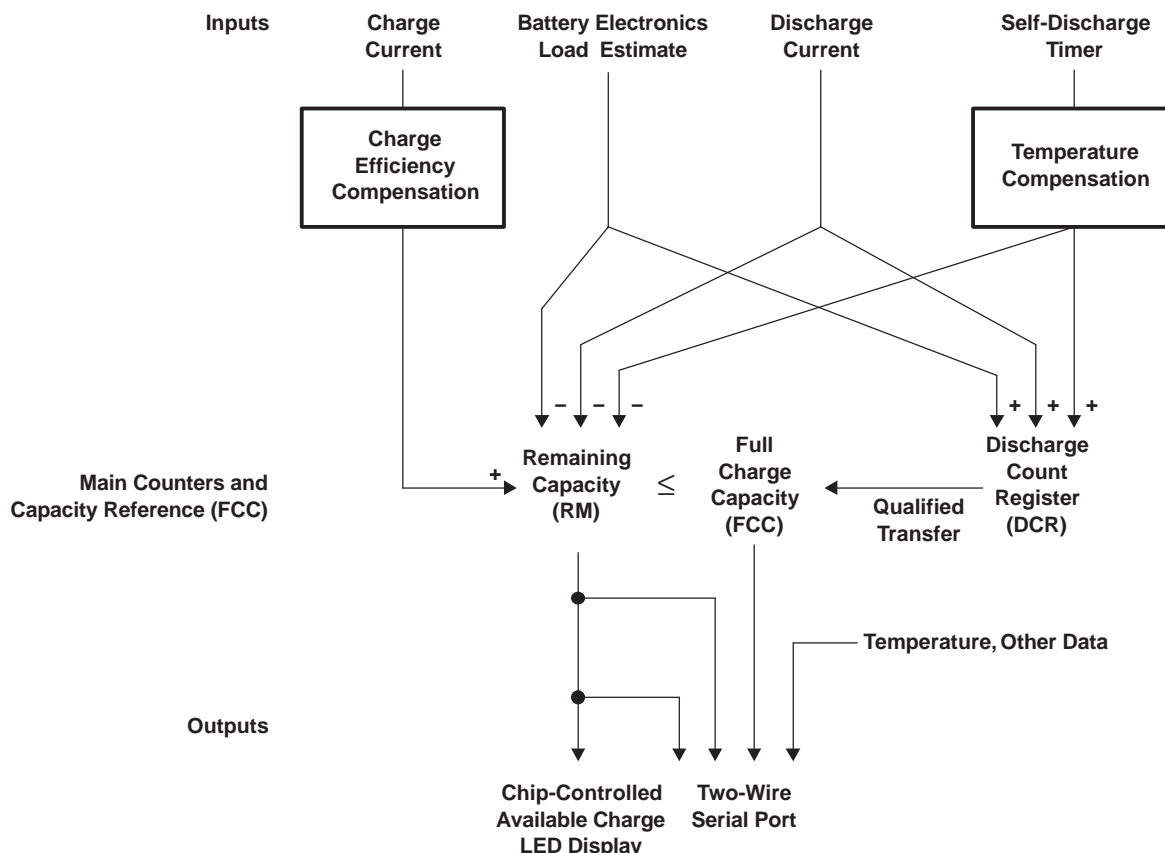 Inputs
Charge
Current
Battery Electronics
Load Estimate
Discharge
Current
Self-Discharge
Timer
Charge
Efficiency
Compensation
Temperature
Compensation
– – –
+ + +
Main Counters and
Capacity Reference (FCC)
+
Remaining
Capacity
(RM)
≤
Full
Charge
Capacity
(FCC)
Qualified
Transfer
Discharge
Count
Register
(DCR)
Temperature, Other Data
Outputs
Chip-Controlled
Available Charge
LED Display
Two-Wire
Serial Port